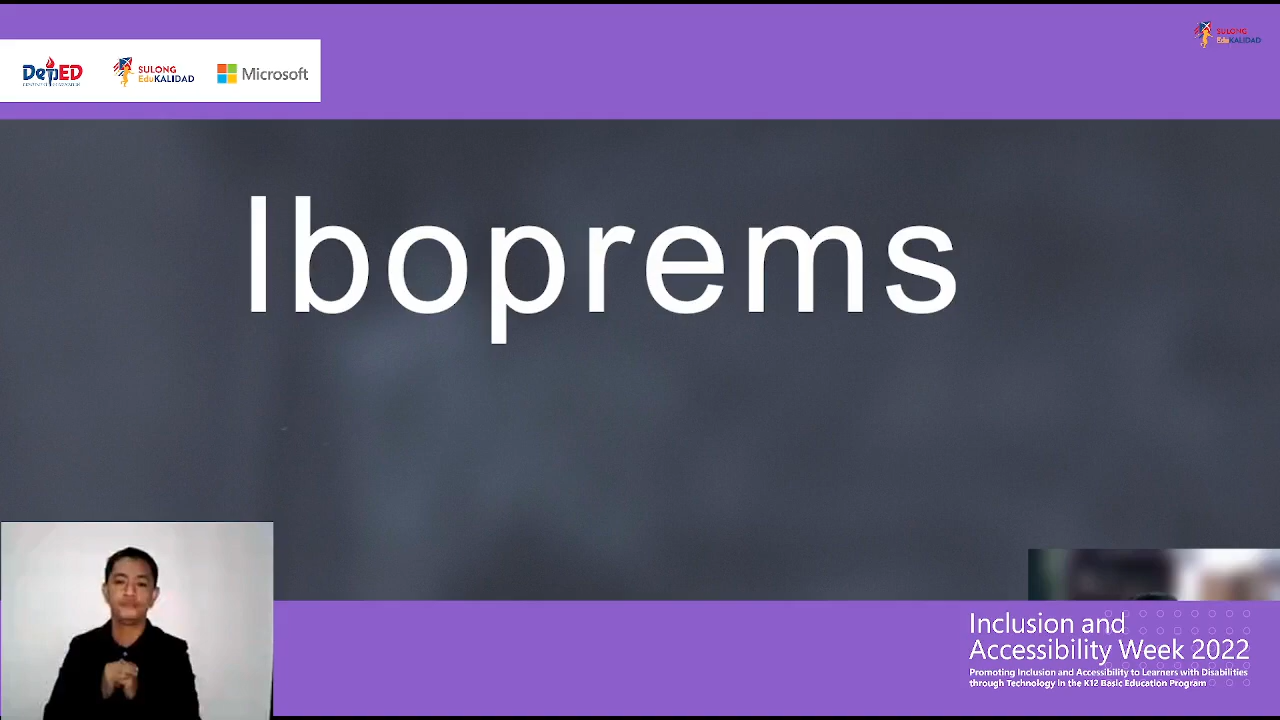 SULONG
EduKALIDAD
DepED
SULONG
EduKALIDAD
Microsoft
Iboprems
Inclusion and
Accessibility Week 2022
Promoting Inclusion and Accessibility to Learners with Disabilities
through Technology in the K12 Basic Education Program